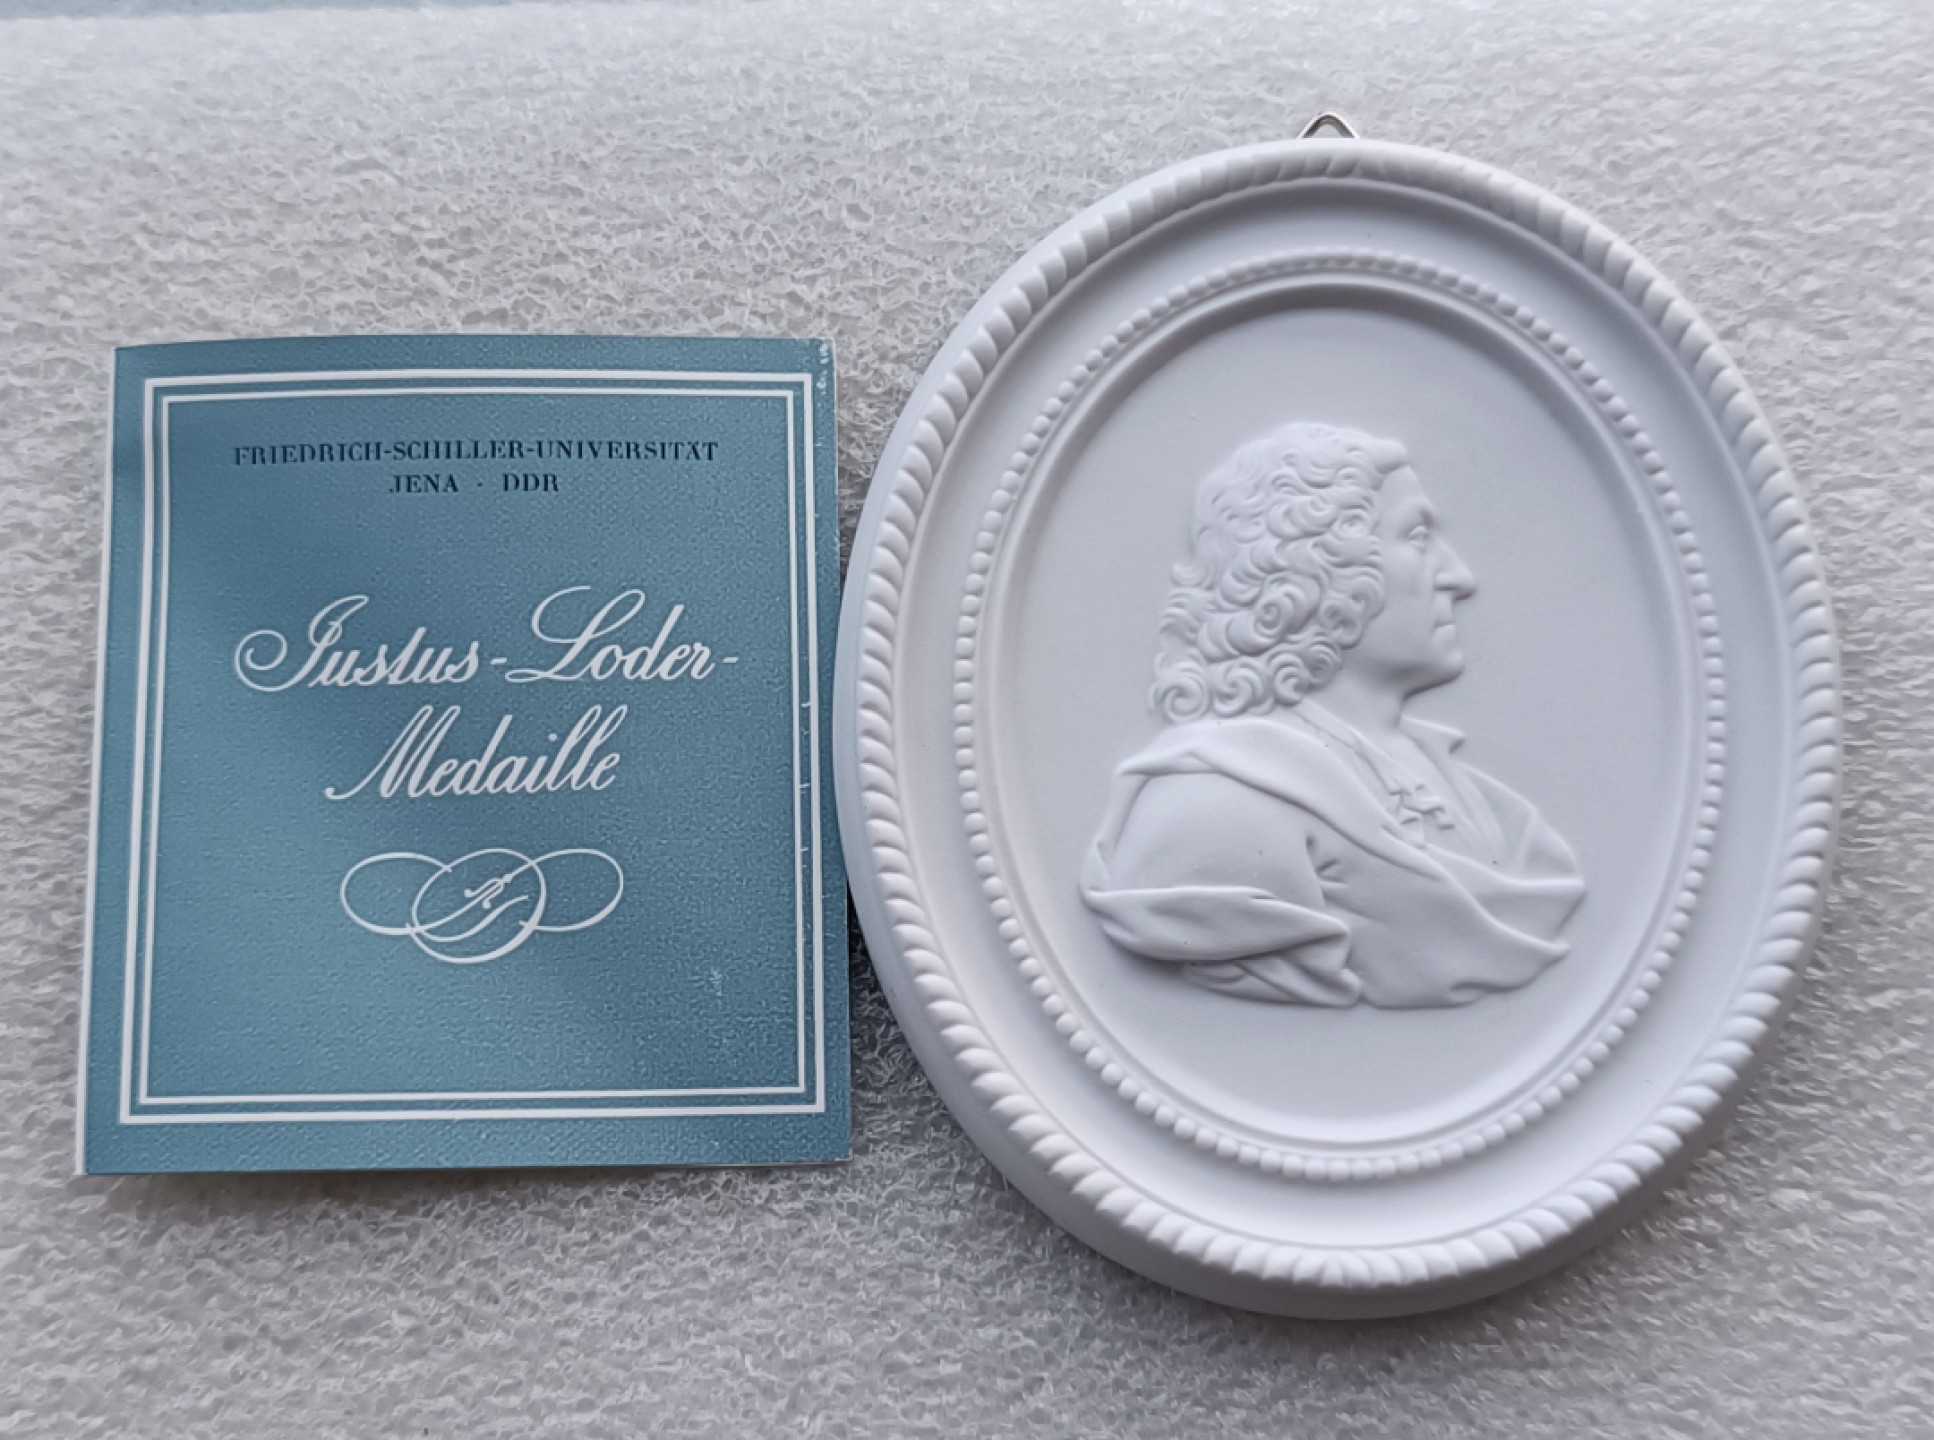 FRIEDRICH-SCHILLER-UNIVERSITÄT
JENA · DDR
Justus-Loder-
Medaille